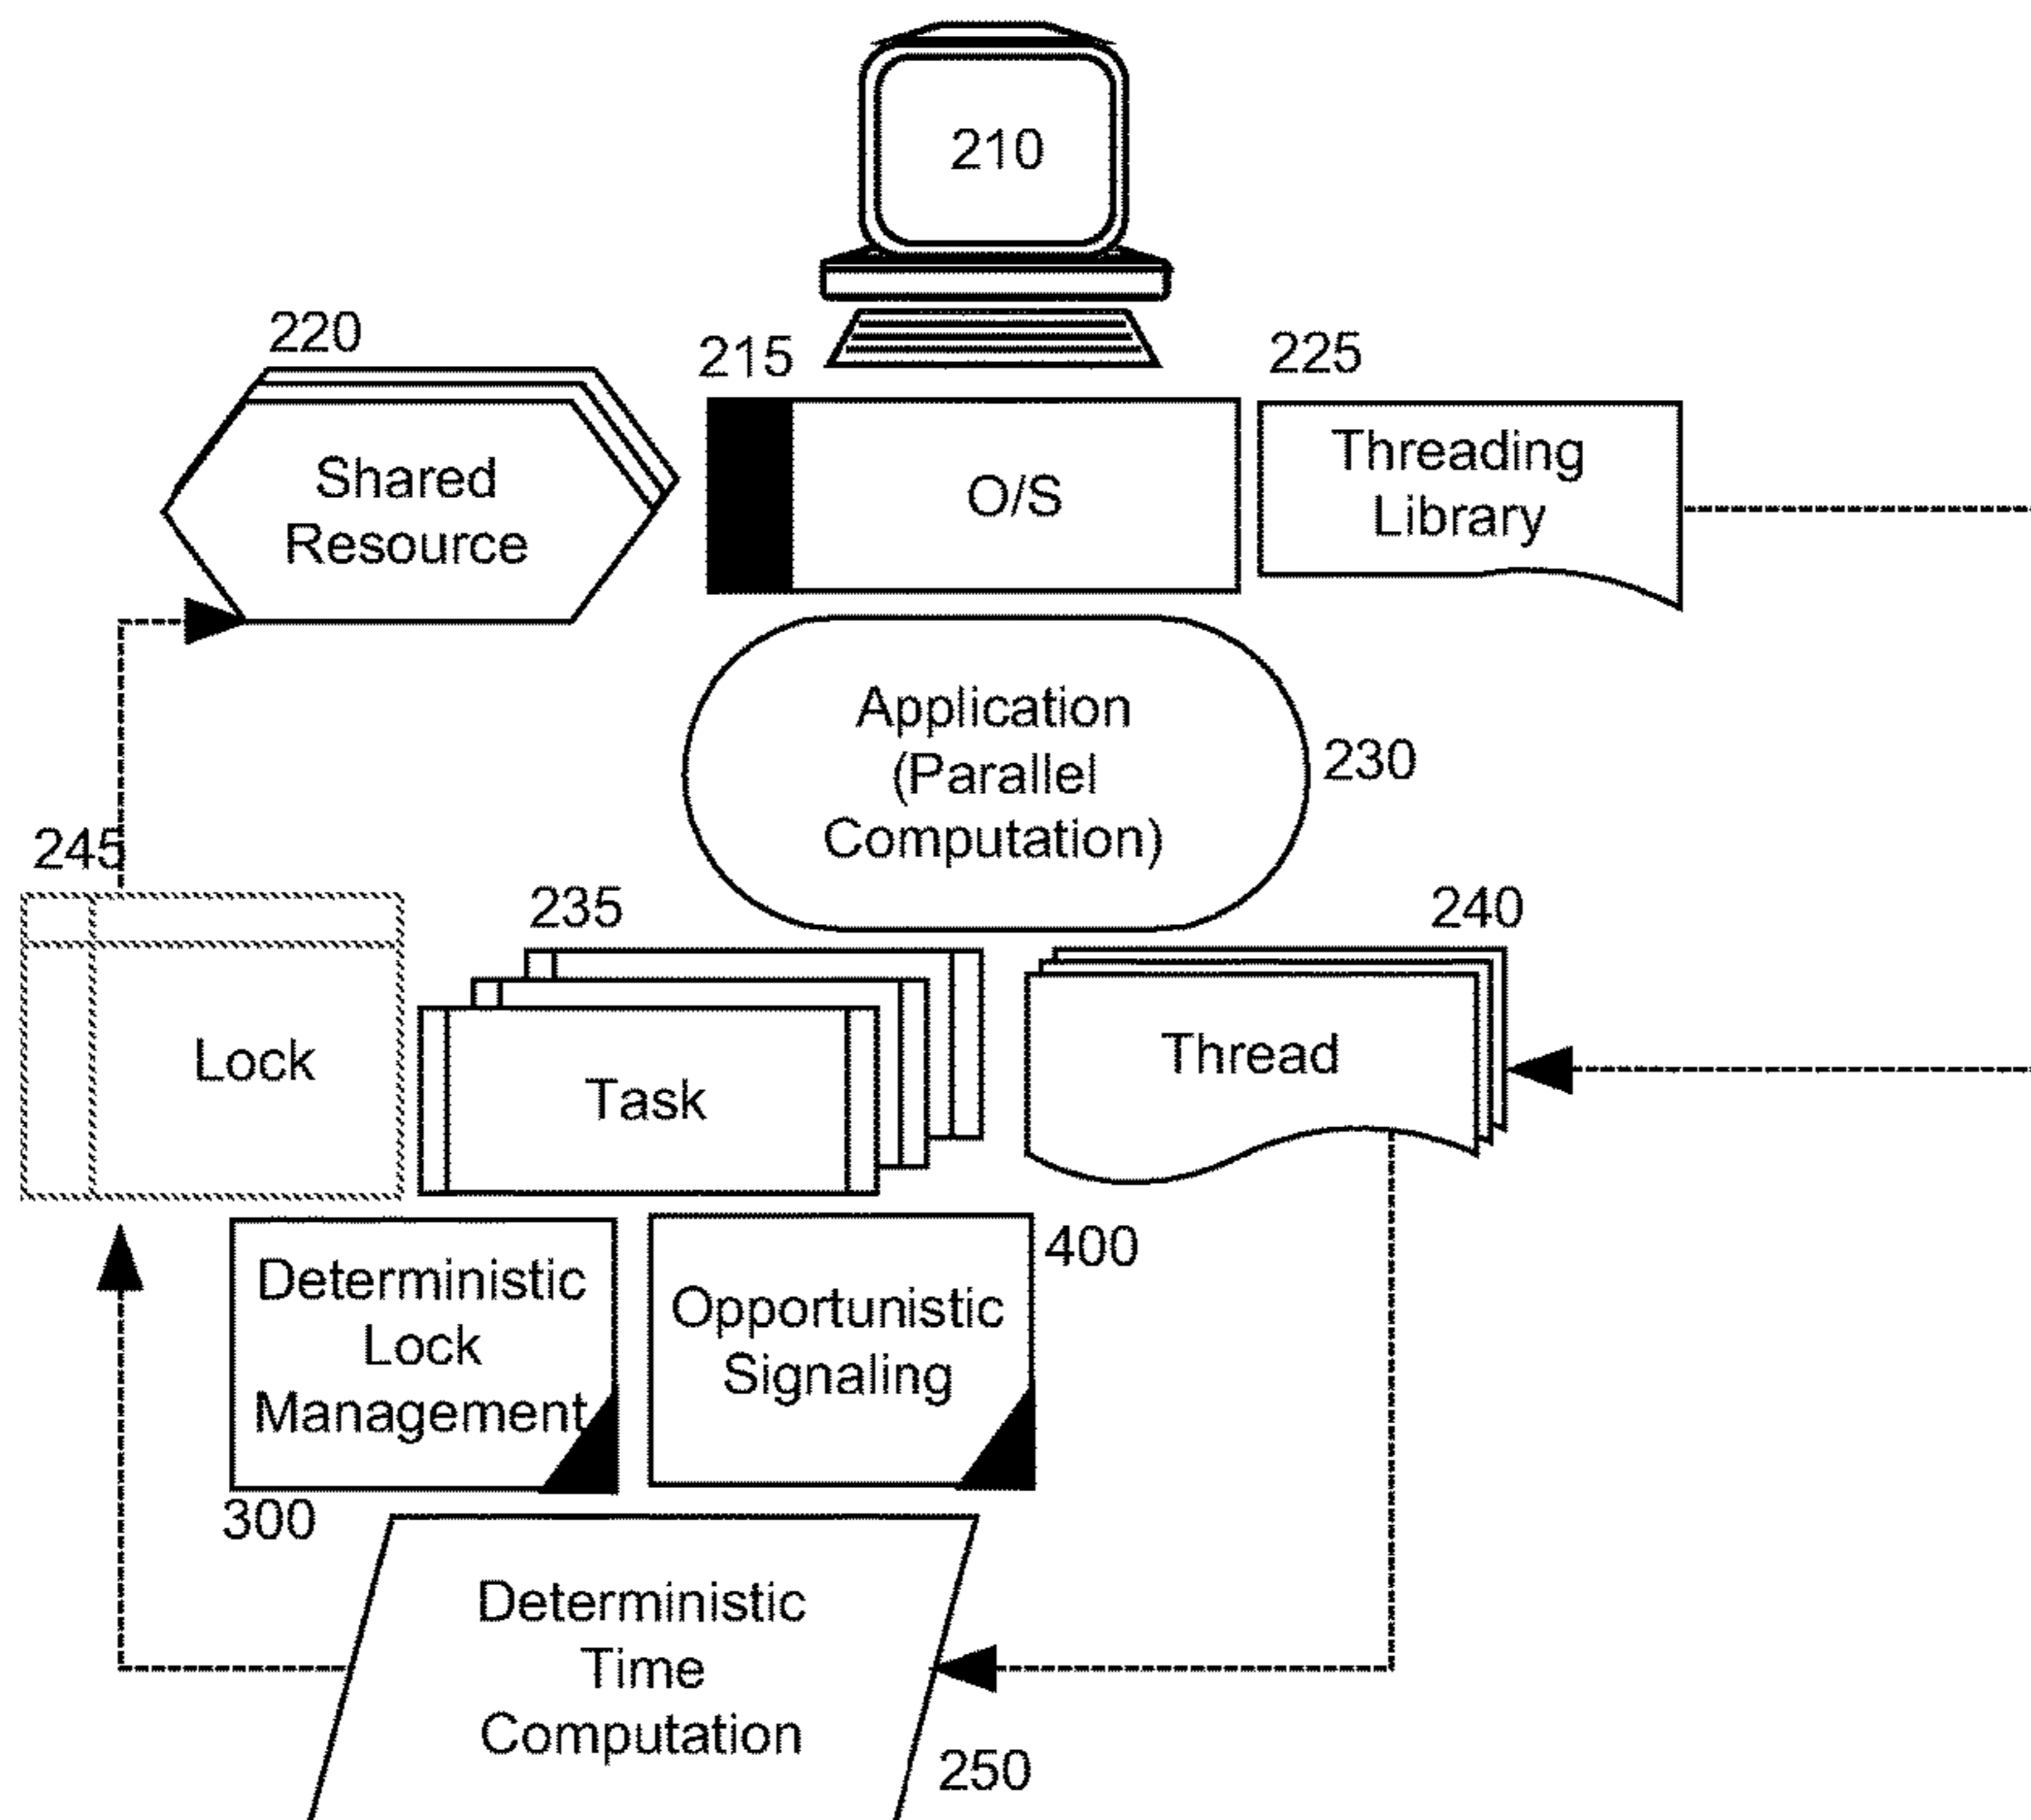 210
220
215
225
Shared
Resource
O/S
Threading
Library
Application
(Parallel
Computation)
230
245
235
240
Lock
Task
Thread
Deterministic
Lock
Management
Opportunistic
Signaling
400
300
Deterministic
Time
Computation
250